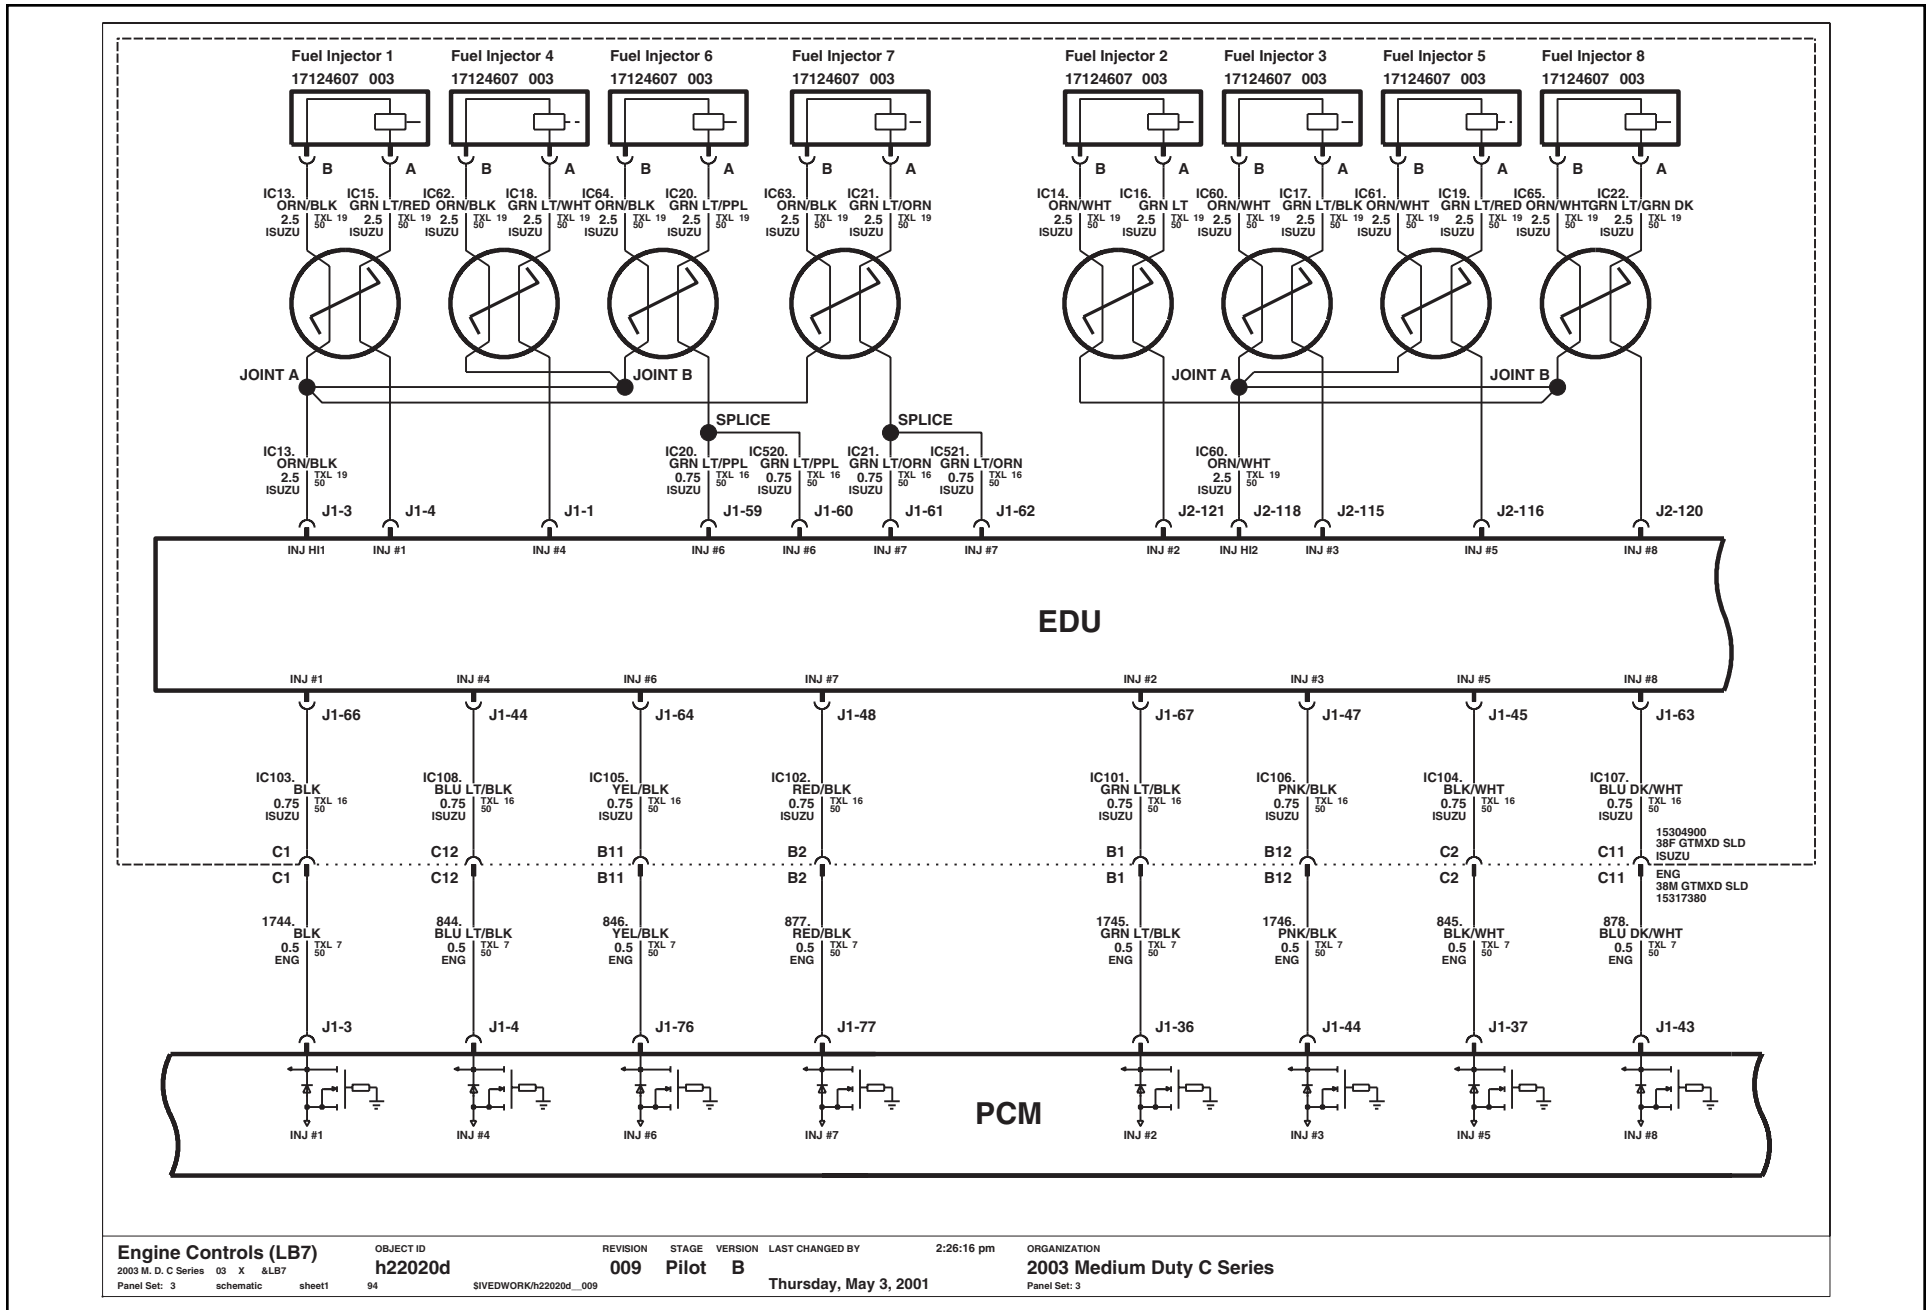 Fuel Injector 1 Fuel Injector 4 Fuel Injector 6 Fuel Injector 7 Fuel Injector 2 Fuel Injector 3 Fuel Injector 5 Fuel Injector 8
17124607 003 17124607 003 17124607 003 17124607 003 17124607 003 17124607 003 17124607 003 17124607 003
B A B A B A B A B A B A B A B A
IC13. IC15. IC62. IC18. IC64. IC20. IC63. IC21. IC14. IC16. IC60. IC17. IC61. IC19. IC65. IC22.
ORN/BLK GRN LT/RED ORN/BLK GRN LT/WHT ORN/BLK GRN LT/PPL ORN/BLK GRN LT/ORN ORN/WHT GRN LT ORN/WHT GRN LT/BLK ORN/WHT GRN LT/RED ORN/WHT GRN LT/GRN DK
2.5 TXL 19 2.5 TXL 19 2.5 TXL 19 2.5 TXL 19 2.5 TXL 19 2.5 TXL 19 2.5 TXL 19 2.5 TXL 19 2.5 TXL 19 2.5 TXL 19 2.5 TXL 19 2.5 TXL 19 2.5 TXL 19 2.5 TXL 19 2.5 TXL 19 2.5 TXL 19
50 50 50 50 50 50 50 50 50 50 50 50 50 50 50 50
ISUZU ISUZU ISUZU ISUZU ISUZU ISUZU ISUZU ISUZU ISUZU ISUZU ISUZU ISUZU ISUZU ISUZU ISUZU ISUZU
JOINT A JOINT B JOINT A JOINT B
SPLICE SPLICE
IC13. IC20. IC520. IC21. IC521. IC60.
ORN/BLK GRN LT/PPL GRN LT/PPL GRN LT/ORN GRN LT/ORN ORN/WHT
2.5 TXL 19 0.75 TXL 16 0.75 TXL 16 0.75 TXL 16 0.75 TXL 16 2.5 TXL 19
50 50 50 50 50 50
ISUZU ISUZU ISUZU ISUZU ISUZU ISUZU
J1-3 J1-4 J1-1 J1-59 J1-60 J1-61 J1-62 J2-121 J2-118 J2-115 J2-116 J2-120
INJ HI1 INJ #1 INJ #4 INJ #6 INJ #6 INJ #7 INJ #7 INJ #2 INJ HI2 INJ #3 INJ #5 INJ #8
EDU
INJ #1 INJ #4 INJ #6 INJ #7 INJ #2 INJ #3 INJ #5 INJ #8
J1-66 J1-44 J1-64 J1-48 J1-67 J1-47 J1-45 J1-63
IC103. IC108. IC105. IC102. IC101. IC106. IC104. IC107.
BLK BLU LT/BLK YEL/BLK RED/BLK GRN LT/BLK PNK/BLK BLK/WHT BLU DK/WHT
0.75 TXL 16 0.75 TXL 16 0.75 TXL 16 0.75 TXL 16 0.75 TXL 16 0.75 TXL 16 0.75 TXL 16 0.75 TXL 16
50 50 50 50 50 50 50 50
ISUZU ISUZU ISUZU ISUZU ISUZU ISUZU ISUZU ISUZU
15304900
38F GTMXD SLD
C1 C12 B11 B2 B1 B12 C2 C11 ISUZU
C1 C12 B11 B2 B1 B12 C2 C11 ENG
38M GTMXD SLD
15317380
1744. 844. 846. 877. 1745. 1746. 845. 878.
BLK BLU LT/BLK YEL/BLK RED/BLK GRN LT/BLK PNK/BLK BLK/WHT BLU DK/WHT
0.5 TXL 7 0.5 TXL 7 0.5 TXL 7 0.5 TXL 7 0.5 TXL 7 0.5 TXL 7 0.5 TXL 7 0.5 TXL 7
50 50 50 50 50 50 50 50
ENG ENG ENG ENG ENG ENG ENG ENG
J1-3 J1-4 J1-76 J1-77 J1-36 J1-44 J1-37 J1-43
PCM
INJ #1 INJ #4 INJ #6 INJ #7 INJ #2 INJ #3 INJ #5 INJ #8
Engine Controls (LB7) OBJECT ID REVISION STAGE VERSION LAST CHANGED BY 2:26:16 pm ORGANIZATION
2003 M. D. C Series 03 X &LB7 h22020d 009 Pilot B 2003 Medium Duty C Series
Panel Set: 3 schematic sheet1 94 $IVEDWORK/h22020d__009 Thursday, May 3, 2001 Panel Set: 3